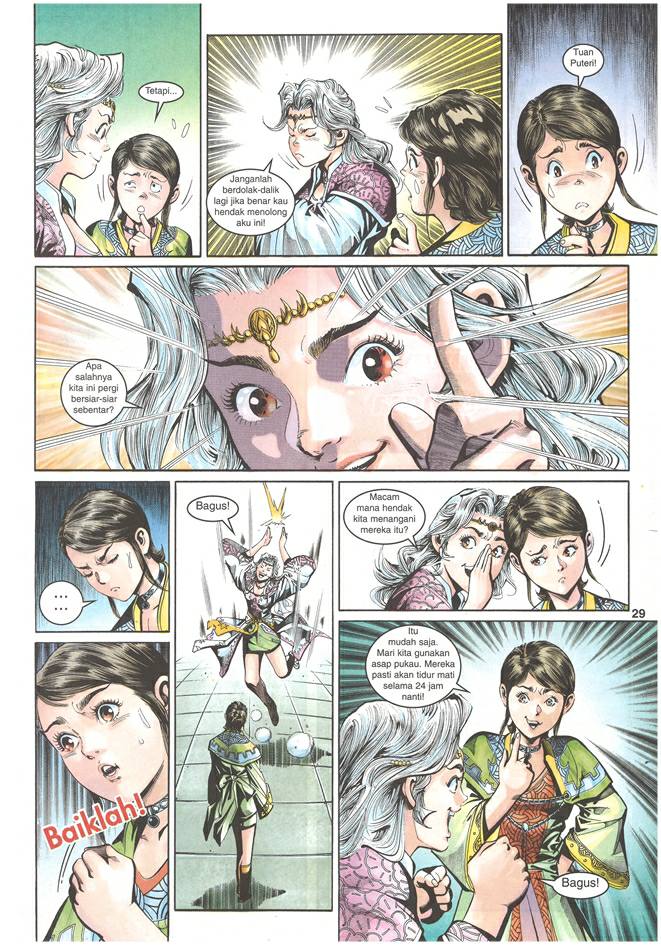 Tetapi...
Janganlah
berdolak-dalik
lagi jika benar kau
hendak menolong
aku ini!
Tuan
Puteri!
Apa
salahnya
kita ini pergi
bersiar-siar
sebentar?
...
...
Baiklah!
Bagus!
Macam
mana hendak
kita menangani
mereka itu?
29
Itu
mudah saja.
Mari kita gunakan
asap pukau. Mereka
pasti akan tidur mati
selama 24 jam
nanti!
Bagus!